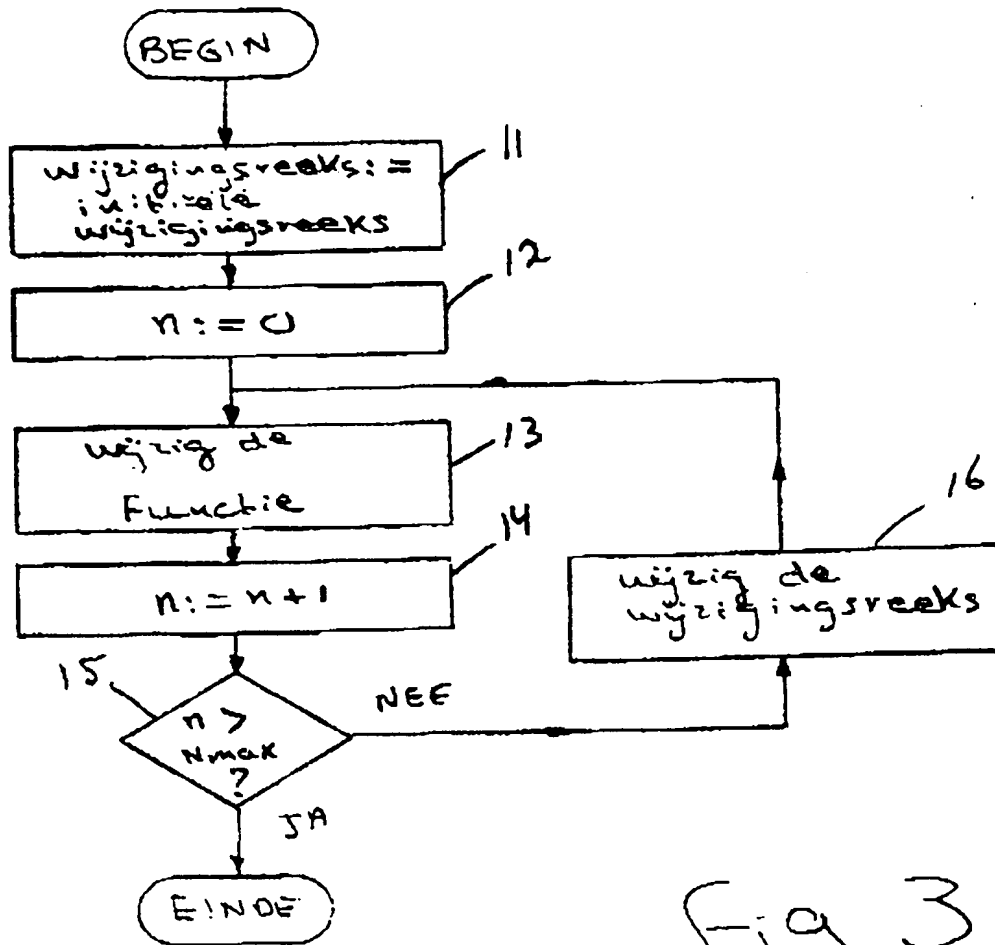 BEGIN
wijzigingsreeks:=
initiële
wijzigingsreeks
11
n:=0
12
wijzig de
Functie
13
n:=n+1
14
15
n >
Nmax
?
NEE
JA
wijzig de
wijzigingsreeks
16
EINDE
Fig 3